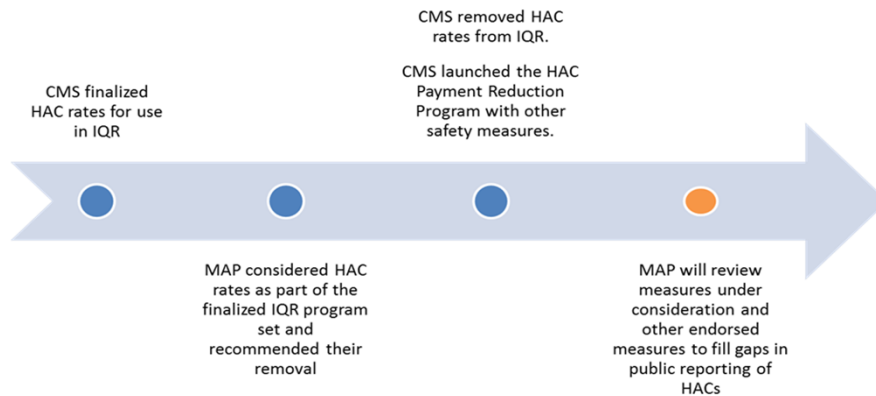 CMS finalized
HAC rates for use
in IQR
MAP considered HAC
rates as part of the
finalized IQR program
set and
recommended their
removal
CMS removed HAC
rates from IQR.
CMS launched the HAC
Payment Reduction
Program with other
safety measures.
MAP will review
measures under
consideration and
other endorsed
measures to fill gaps in
public reporting of
HACs